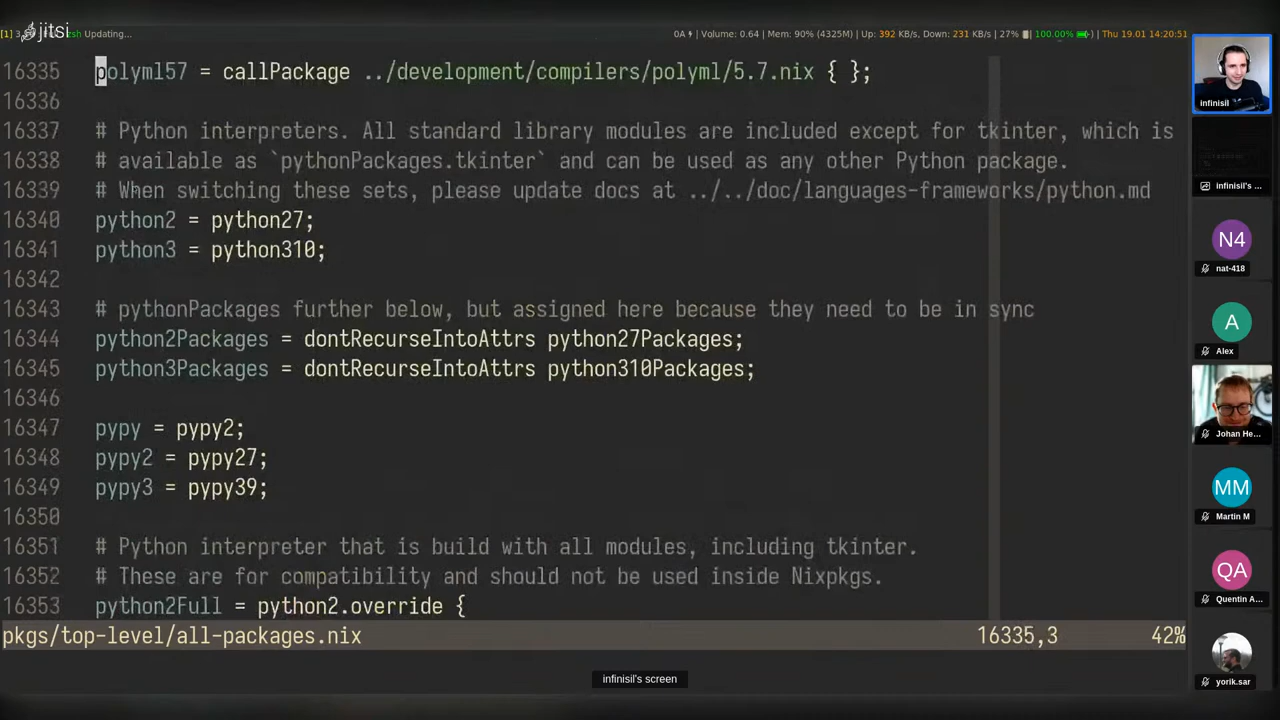 jitsi
[1] zsh Updating...
0A | Volume: 0.64 | Mem: 90% (4325M) | Up: 392 KB/s, Down: 231 KB/s | 27% | 100.00% | Thu 19.01 14:20:51
16335 polyml57 = callPackage ../development/compilers/polyml/5.7.nix { };
16336
16337 # Python interpreters. All standard library modules are included except for tkinter, which is
16338 # available as `pythonPackages.tkinter` and can be used as any other Python package.
16339 # When switching these sets, please update docs at ../../doc/languages-frameworks/python.md
16340 python2 = python27;
16341 python3 = python310;
16342
16343 # pythonPackages further below, but assigned here because they need to be in sync
16344 python2Packages = dontRecurseIntoAttrs python27Packages;
16345 python3Packages = dontRecurseIntoAttrs python310Packages;
16346
16347 pypy = pypy2;
16348 pypy2 = pypy27;
16349 pypy3 = pypy39;
16350
16351 # Python interpreter that is build with all modules, including tkinter.
16352 # These are for compatibility and should not be used inside Nixpkgs.
16353 python2Full = python2.override {
pkgs/top-level/all-packages.nix 16335,3 42%
infinisil's screen
infinisil
infinisil's ...
N4
nat-418
A
Alex
Johan He...
MM
Martin M
QA
Quentin A...
yorik.sar